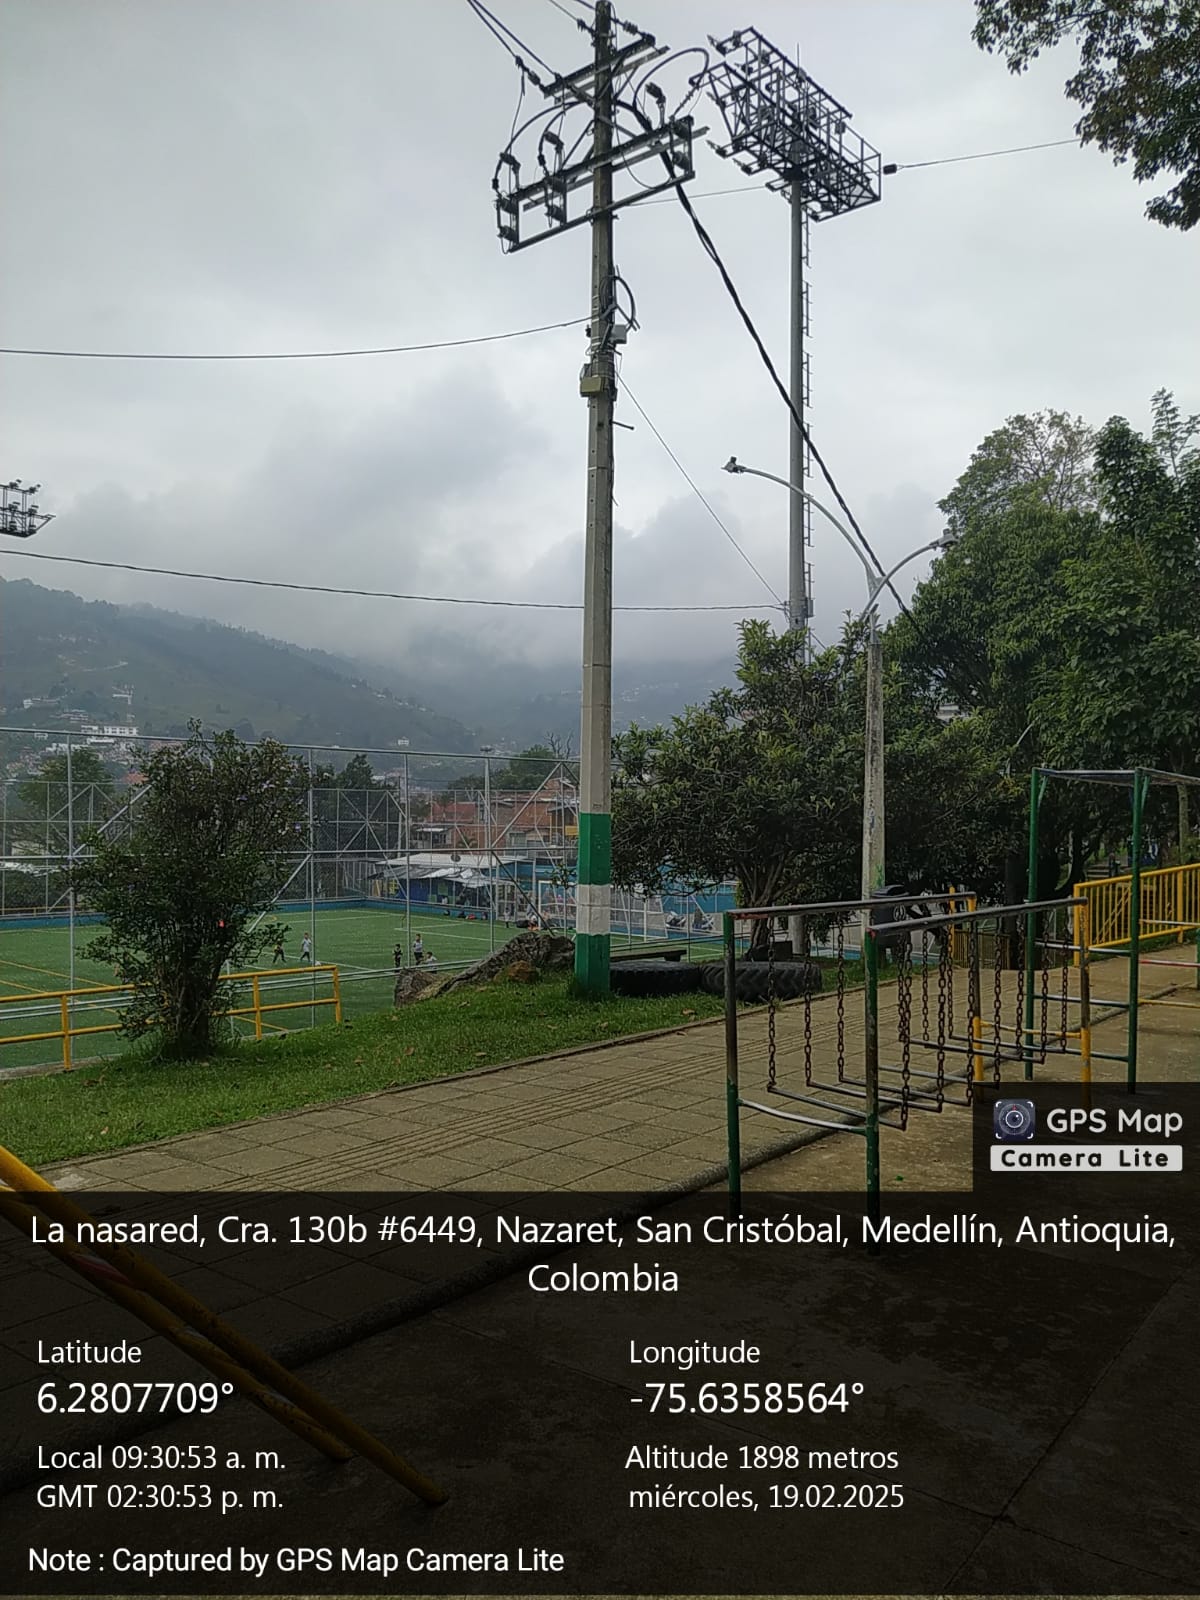 GPS Map
Camera Lite
La nasared, Cra. 130b #6449, Nazaret, San Cristóbal, Medellín, Antioquia,
Colombia
Latitude
6.2807709°
Longitude
-75.6358564°
Local 09:30:53 a. m.
GMT 02:30:53 p. m.
Altitude 1898 metros
miércoles, 19.02.2025
Note : Captured by GPS Map Camera Lite